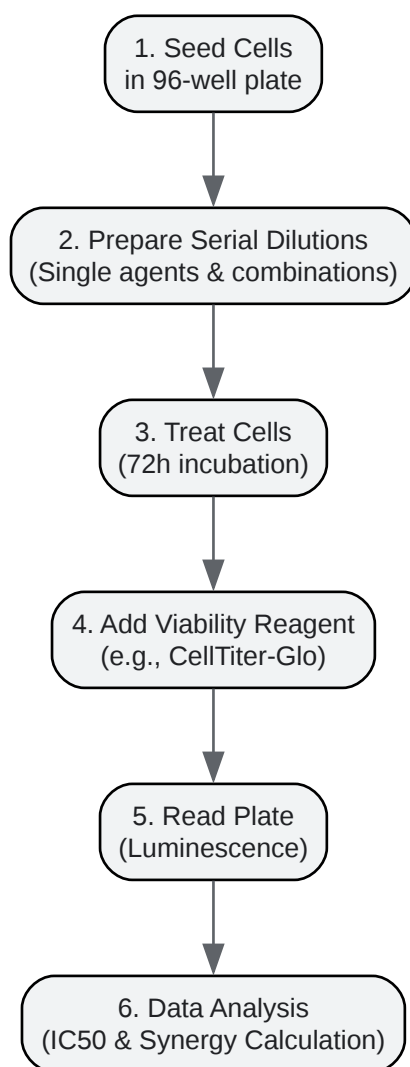 1. Seed Cells
in 96-well plate
2. Prepare Serial Dilutions
(Single agents & combinations)
3. Treat Cells
(72h incubation)
4. Add Viability Reagent
(e.g., CellTiter-Glo)
5. Read Plate
(Luminescence)
6. Data Analysis
(IC50 & Synergy Calculation)